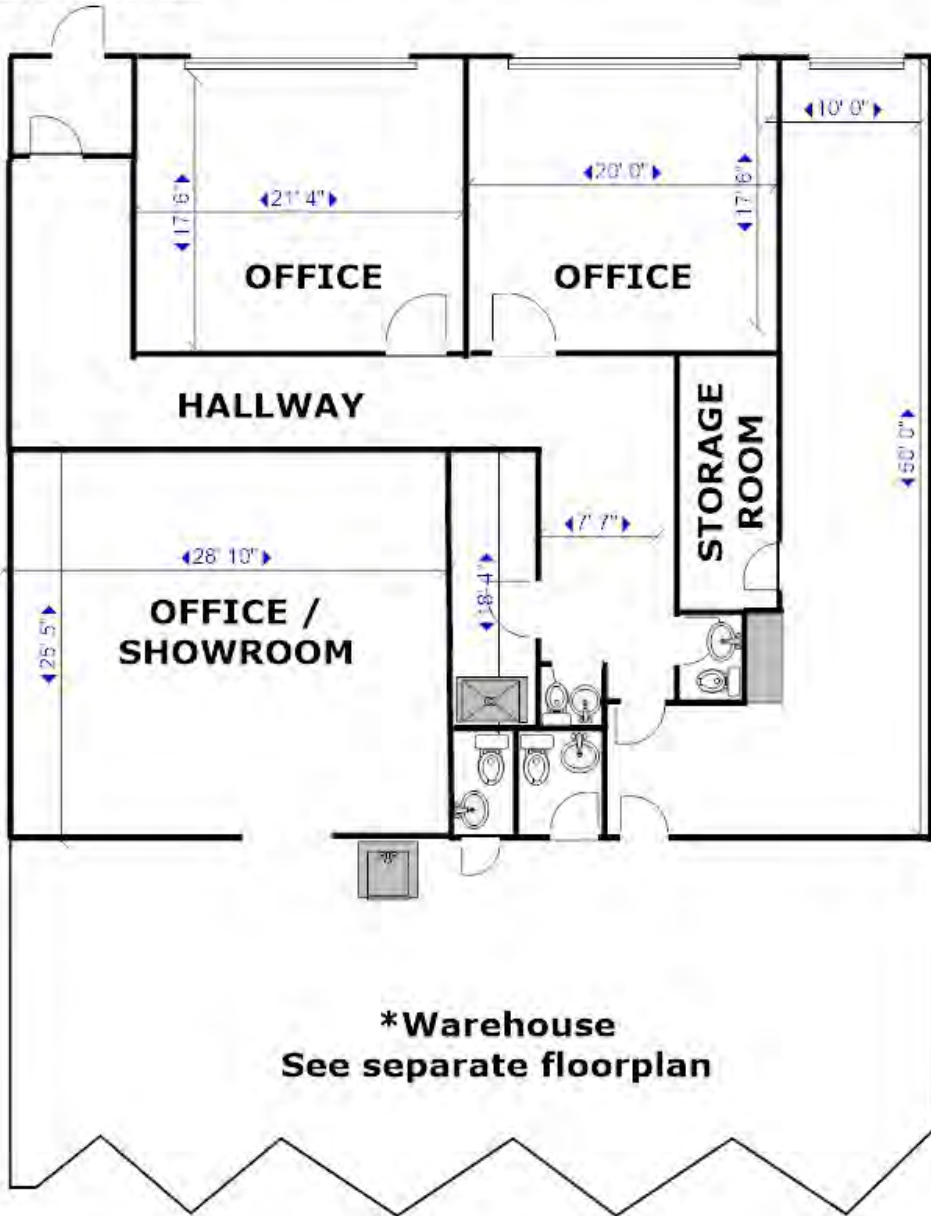 10' 0"
20' 0"
17' 6"
21' 4"
17' 6"
OFFICE
OFFICE
HALLWAY
STORAGE
ROOM
50' 0"
7' 7"
28' 10"
18' 4"
OFFICE /
SHOWROOM
25' 5"
*Warehouse
See separate floorplan